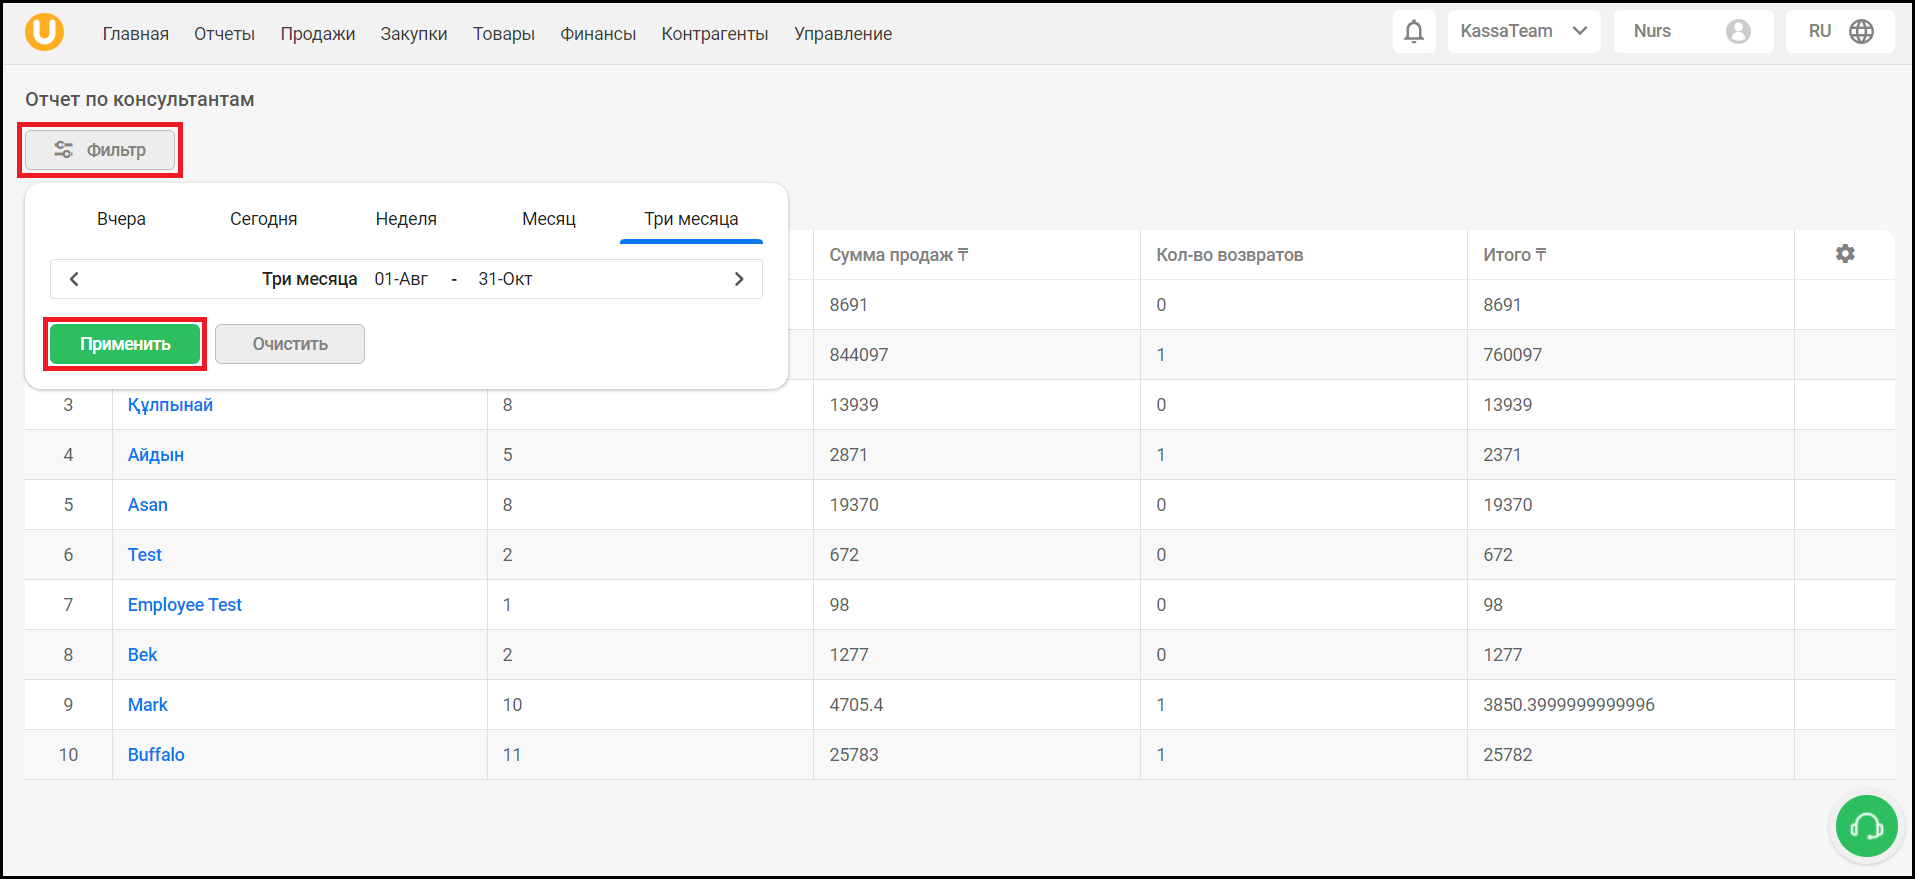 U Главная Отчеты Продажи Закупки Товары Финансы Контрагенты Управление KassaTeam Nurs RU
Отчет по консультантам
Фильтр
Вчера Сегодня Неделя Месяц Три месяца
Три месяца 01-Авг - 31-Окт
Применить Очистить
Сумма продаж ₸ Кол-во возвратов Итого ₸
8691 0 8691
844097 1 760097
3 Құлпынай 8 13939 0 13939
4 Айдын 5 2871 1 2371
5 Asan 8 19370 0 19370
6 Test 2 672 0 672
7 Employee Test 1 98 0 98
8 Bek 2 1277 0 1277
9 Mark 10 4705.4 1 3850.3999999999996
10 Buffalo 11 25783 1 25782